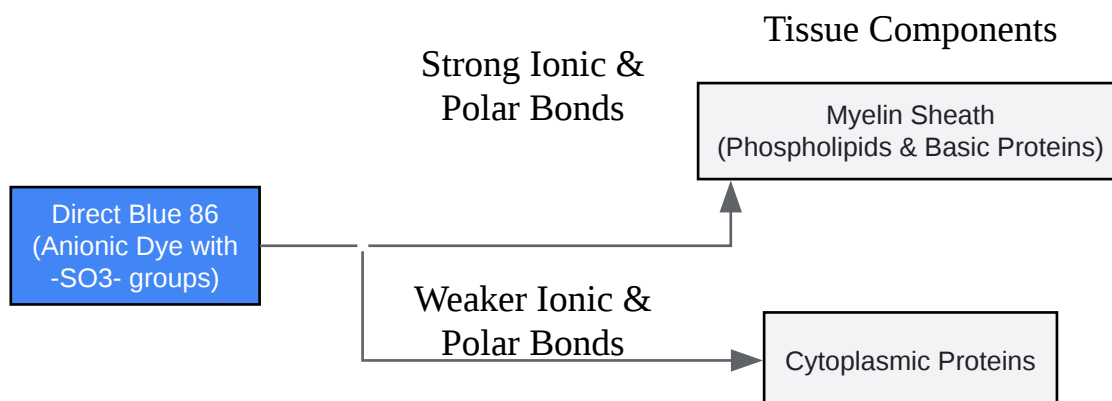 Tissue Components
Strong Ionic &
Polar Bonds
Myelin Sheath
(Phospholipids & Basic Proteins)
Direct Blue 86
(Anionic Dye with
-SO3- groups)
Weaker Ionic &
Polar Bonds
Cytoplasmic Proteins